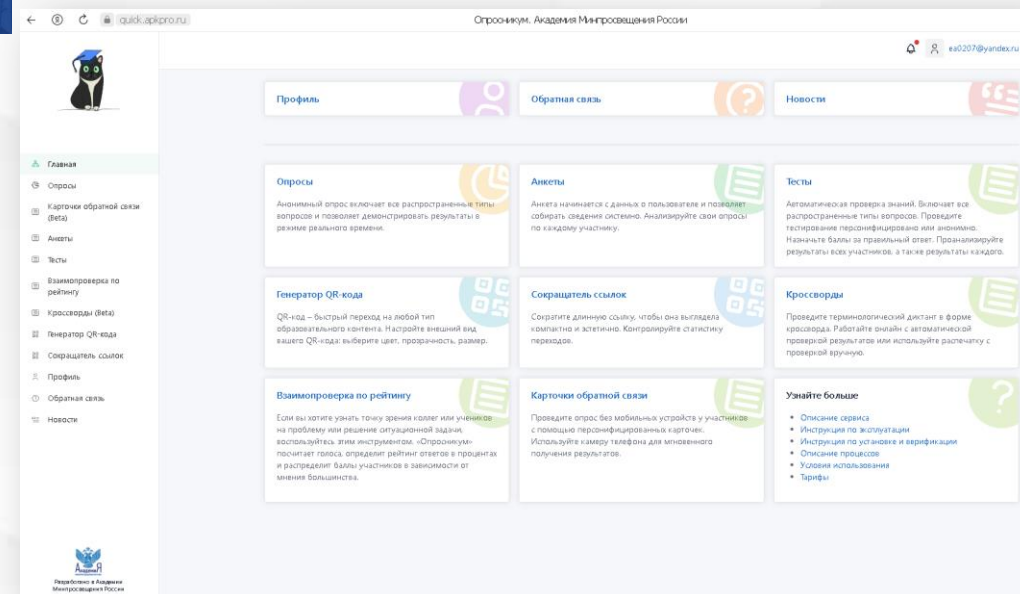 quick.apkpro.ru
Опросникум. Академия Минпросвещения России
ea0207@yandex.ru
Главная
Опросы
Карточки обратной связи
(Beta)
Анкеты
Тесты
Взаимопроверка по
рейтингу
Кроссворды (Beta)
Генератор QR-кода
Сокращатель ссылок
Профиль
Обратная связь
Новости
АкадемиЯ
Разработано в Академии
Минпросвещения России
Профиль
Обратная связь
Новости
Опросы
Анонимный опрос включает все распространенные типы
вопросов и позволяет демонстрировать результаты в
режиме реального времени.
Анкеты
Анкета начинается с данных о пользователе и позволяет
собирать сведения системно. Анализируйте свои опросы
по каждому участнику.
Тесты
Автоматическая проверка знаний. Включает все
распространенные типы вопросов. Проведите
тестирование персонифицировано или анонимно.
Назначьте баллы за правильный ответ. Проанализируйте
результаты всех участников, а также результаты каждого.
Генератор QR-кода
QR-код – быстрый переход на любой тип
образовательного контента. Настройте внешний вид
вашего QR-кода: выберите цвет, прозрачность, размер.
Сокращатель ссылок
Сократите длинную ссылку, чтобы она выглядела
компактно и эстетично. Контролируйте статистику
переходов.
Кроссворды
Проведите терминологический диктант в форме
кроссворда. Работайте онлайн с автоматической
проверкой результатов или используйте распечатку с
проверкой вручную.
Взаимопроверка по рейтингу
Если вы хотите узнать точку зрения коллег или учеников
на проблему или решение ситуационной задачи,
воспользуйтесь этим инструментом. «Опросникум»
посчитает голоса, определит рейтинг ответов в процентах
и распределит баллы участников в зависимости от
мнения большинства.
Карточки обратной связи
Проведите опрос без мобильных устройств у участников
с помощью персонифицированных карточек.
Используйте камеру телефона для мгновенного
получения результатов.
Узнайте больше
Описание сервиса
Инструкция по эксплуатации
Инструкция по установке и верификации
Описание процессов
Условия использования
Тарифы